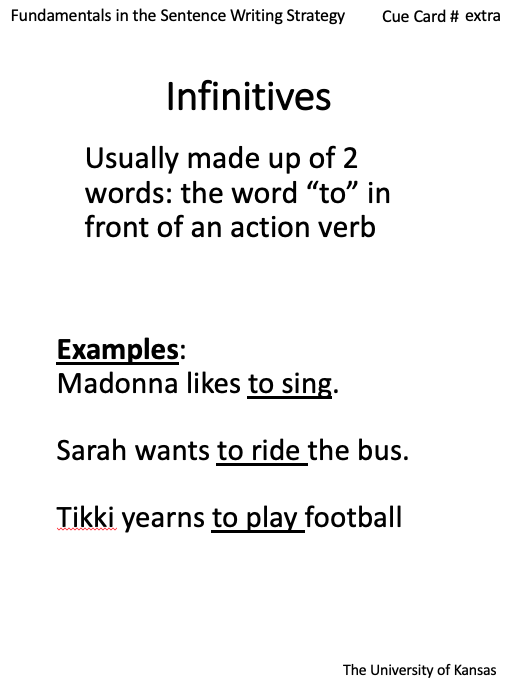 Fundamentals in the Sentence Writing Strategy Cue Card # extra
Infinitives
Usually made up of 2
words: the word “to” in
front of an action verb
Examples:
Madonna likes to sing.
Sarah wants to ride the bus.
Tikki yearns to play football
The University of Kansas